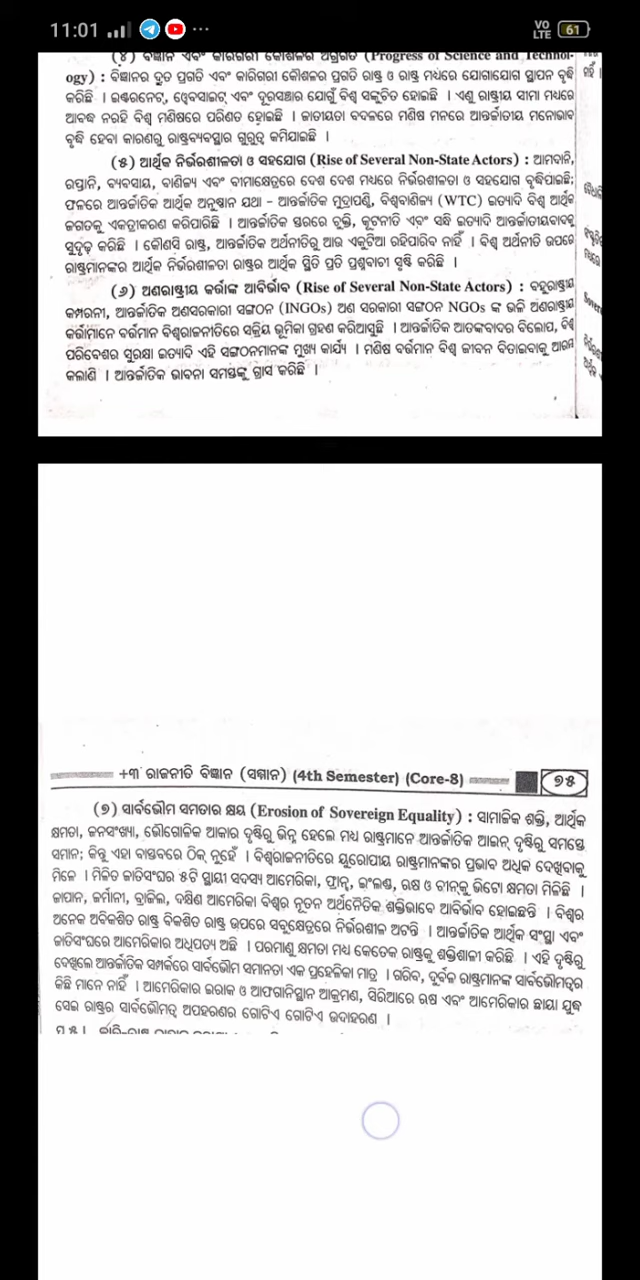 11:01
VO
LTE
61
(୪) ବିଜ୍ଞାନ ଏବଂ କାରିଗରୀ କୌଶଳର ଅଗ୍ରଗତି (Progress of Science and Technol-
ogy) : ବିଜ୍ଞାନର ଦ୍ରୁତ ପ୍ରଗତି ଏବଂ କାରିଗରୀ କୌଶଳର ପ୍ରଗତି ରାଷ୍ଟ୍ର ଓ ରାଷ୍ଟ୍ର ମଧ୍ୟରେ ଯୋଗାଯୋଗ ସ୍ଥାପନ ବୃଦ୍ଧି
କରିଛି । ଇଣ୍ଟରନେଟ୍, ୱେବସାଇଟ୍ ଏବଂ ଦୂରସଞ୍ଚାର ଯୋଗୁଁ ବିଶ୍ୱ ସଙ୍କୁଚିତ ହୋଇଛି । ଏଣୁ ରାଷ୍ଟ୍ରୀୟ ସୀମା ମଧ୍ୟରେ
ଆବଦ୍ଧ ନରହି ବିଶ୍ୱ ମଣିଷରେ ପରିଣତ ହୋଇଛି । ଜାତୀୟତା ବଦଳରେ ମଣିଷ ମନରେ ଆନ୍ତର୍ଜାତୀୟ ମନୋଭାବ
ବୃଦ୍ଧି ହେବା କାରଣରୁ ରାଷ୍ଟ୍ରବ୍ୟବସ୍ଥାର ଗୁରୁତ୍ୱ କମିଯାଇଛି ।
(୫) ଆର୍ଥିକ ନିର୍ଭରଶୀଳତା ଓ ସହଯୋଗ (Rise of Several Non-State Actors) : ଆମଦାନି,
ରପ୍ତାନି, ବ୍ୟବସାୟ, ବାଣିଜ୍ୟ ଏବଂ ବୀମାକ୍ଷେତ୍ରରେ ଦେଶ ଦେଶ ମଧ୍ୟରେ ନିର୍ଭରଶୀଳତା ଓ ସହଯୋଗ ବୃଦ୍ଧିପାଇଛି;
ଫଳରେ ଆନ୍ତର୍ଜାତିକ ଆର୍ଥିକ ଅନୁଷ୍ଠାନ ଯଥା - ଆନ୍ତର୍ଜାତିକ ମୁଦ୍ରାପାଣ୍ଠି, ବିଶ୍ୱବାଣିଜ୍ୟ (WTC) ଇତ୍ୟାଦି ବିଶ୍ୱ ଆର୍ଥିକ
ଜଗତକୁ ଏକତ୍ରୀକରଣ କରିପାରିଛି । ଆନ୍ତର୍ଜାତିକ ସ୍ତରରେ ଚୁକ୍ତି, କୂଟନୀତି ଏବଂ ସନ୍ଧି ଇତ୍ୟାଦି ଆନ୍ତର୍ଜାତୀୟବାଦକୁ
ସୁଦୃଢ଼ କରିଛି । କୌଣସି ରାଷ୍ଟ୍ର, ଆନ୍ତର୍ଜାତିକ ଅର୍ଥନୀତିରୁ ଆଉ ଏକୁଟିଆ ରହିପାରିବ ନାହିଁ । ବିଶ୍ୱ ଅର୍ଥନୀତି ଉପରେ
ରାଷ୍ଟ୍ରମାନଙ୍କର ଆର୍ଥିକ ନିର୍ଭରଶୀଳତା ରାଷ୍ଟ୍ରର ଆର୍ଥିକ ସ୍ଥିତି ପ୍ରତି ପ୍ରଶ୍ନବାଚୀ ସୃଷ୍ଟି କରିଛି ।
(୬) ଅଣରାଷ୍ଟ୍ରୀୟ କର୍ତ୍ତାଙ୍କ ଆବିର୍ଭାବ (Rise of Several Non-State Actors) : ବହୁରାଷ୍ଟ୍ରୀୟ
କମ୍ପାନୀ, ଆନ୍ତର୍ଜାତିକ ଅଣସରକାରୀ ସଙ୍ଗଠନ (INGOs) ଅଣ ସରକାରୀ ସଙ୍ଗଠନ NGOs ଙ୍କ ଭଳି ଅଣରାଷ୍ଟ୍ରୀୟ
କର୍ତ୍ତାମାନେ ବର୍ତ୍ତମାନ ବିଶ୍ୱରାଜନୀତିରେ ସକ୍ରିୟ ଭୂମିକା ଗ୍ରହଣ କରିଆସୁଛି । ଆନ୍ତର୍ଜାତିକ ଆତଙ୍କବାଦର ବିଲୋପ, ବିଶ୍ୱ
ପରିବେଶର ସୁରକ୍ଷା ଇତ୍ୟାଦି ଏହି ସଙ୍ଗଠନମାନଙ୍କ ମୁଖ୍ୟ କାର୍ଯ୍ୟ । ମଣିଷ ବର୍ତ୍ତମାନ ବିଶ୍ୱ ଜୀବନ ବିତାଇବାକୁ ଆରମ୍ଭ
କଲାଣି । ଆନ୍ତର୍ଜାତିକ ଭାବନା ସମସ୍ତଙ୍କୁ ଗ୍ରାସ କରିଛି ।
+୩ ରାଜନୀତି ବିଜ୍ଞାନ (ସମ୍ମାନ) (4th Semester) (Core-8)
୭୫
(୭) ସାର୍ବଭୌମ ସମତାର କ୍ଷୟ (Erosion of Sovereign Equality) : ସାମାଜିକ ଶକ୍ତି, ଆର୍ଥିକ
କ୍ଷମତା, ଜନସଂଖ୍ୟା, ଭୌଗୋଳିକ ଆକାର ଦୃଷ୍ଟିରୁ ଭିନ୍ନ ହେଲେ ମଧ୍ୟ ରାଷ୍ଟ୍ରମାନେ ଆନ୍ତର୍ଜାତିକ ଆଇନ୍ ଦୃଷ୍ଟିରୁ ସମସ୍ତେ
ସମାନ; କିନ୍ତୁ ଏହା ବାସ୍ତବରେ ଠିକ୍ ନୁହେଁ । ବିଶ୍ୱରାଜନୀତିରେ ୟୁରୋପୀୟ ରାଷ୍ଟ୍ରମାନଙ୍କର ପ୍ରଭାବ ଅଧିକ ଦେଖିବାକୁ
ମିଳେ । ମିଳିତ ଜାତିସଂଘର ୫ଟି ସ୍ଥାୟୀ ସଦସ୍ୟ ଆମେରିକା, ଫ୍ରାନ୍ସ, ଇଂଲଣ୍ଡ, ଋଷ ଓ ଚୀନ୍‌କୁ ଭିଟୋ କ୍ଷମତା ମିଳିଛି ।
ଜାପାନ, ଜର୍ମାନୀ, ବ୍ରାଜିଲ, ଦକ୍ଷିଣ ଆମେରିକା ବିଶ୍ୱର ନୂତନ ଅର୍ଥନୈତିକ ଶକ୍ତିଭାବେ ଆବିର୍ଭାବ ହୋଇଛନ୍ତି । ବିଶ୍ୱର
ଅନେକ ଅବିକଶିତ ରାଷ୍ଟ୍ର ବିକଶିତ ରାଷ୍ଟ୍ର ଉପରେ ସବୁକ୍ଷେତ୍ରରେ ନିର୍ଭରଶୀଳ ଅଟନ୍ତି । ଆନ୍ତର୍ଜାତିକ ଆର୍ଥିକ ସଂସ୍ଥା ଏବଂ
ଜାତିସଂଘରେ ଆମେରିକାର ଅଧିପତ୍ୟ ଅଛି । ପରମାଣୁ କ୍ଷମତା ମଧ୍ୟ କେତେକ ରାଷ୍ଟ୍ରକୁ ଶକ୍ତିଶାଳୀ କରିଛି । ଏହି ଦୃଷ୍ଟିରୁ
ଦେଖିଲେ ଆନ୍ତର୍ଜାତିକ ସମ୍ପର୍କରେ ସାର୍ବଭୌମ ସମାନତା ଏକ ପ୍ରହେଳିକା ମାତ୍ର । ଗରିବ, ଦୁର୍ବଳ ରାଷ୍ଟ୍ରମାନଙ୍କ ସାର୍ବଭୌମତ୍ୱର
କିଛି ମାନେ ନାହିଁ । ଆମେରିକାର ଇରାକ ଓ ଆଫଗାନିସ୍ଥାନ ଆକ୍ରମଣ, ସିରିଆରେ ଋଷ ଏବଂ ଆମେରିକାର ଛାୟା ଯୁଦ୍ଧ
ସେଇ ରାଷ୍ଟ୍ରର ସାର୍ବଭୌମତ୍ୱ ଅପହରଣର ଗୋଟିଏ ଗୋଟିଏ ଉଦାହରଣ ।